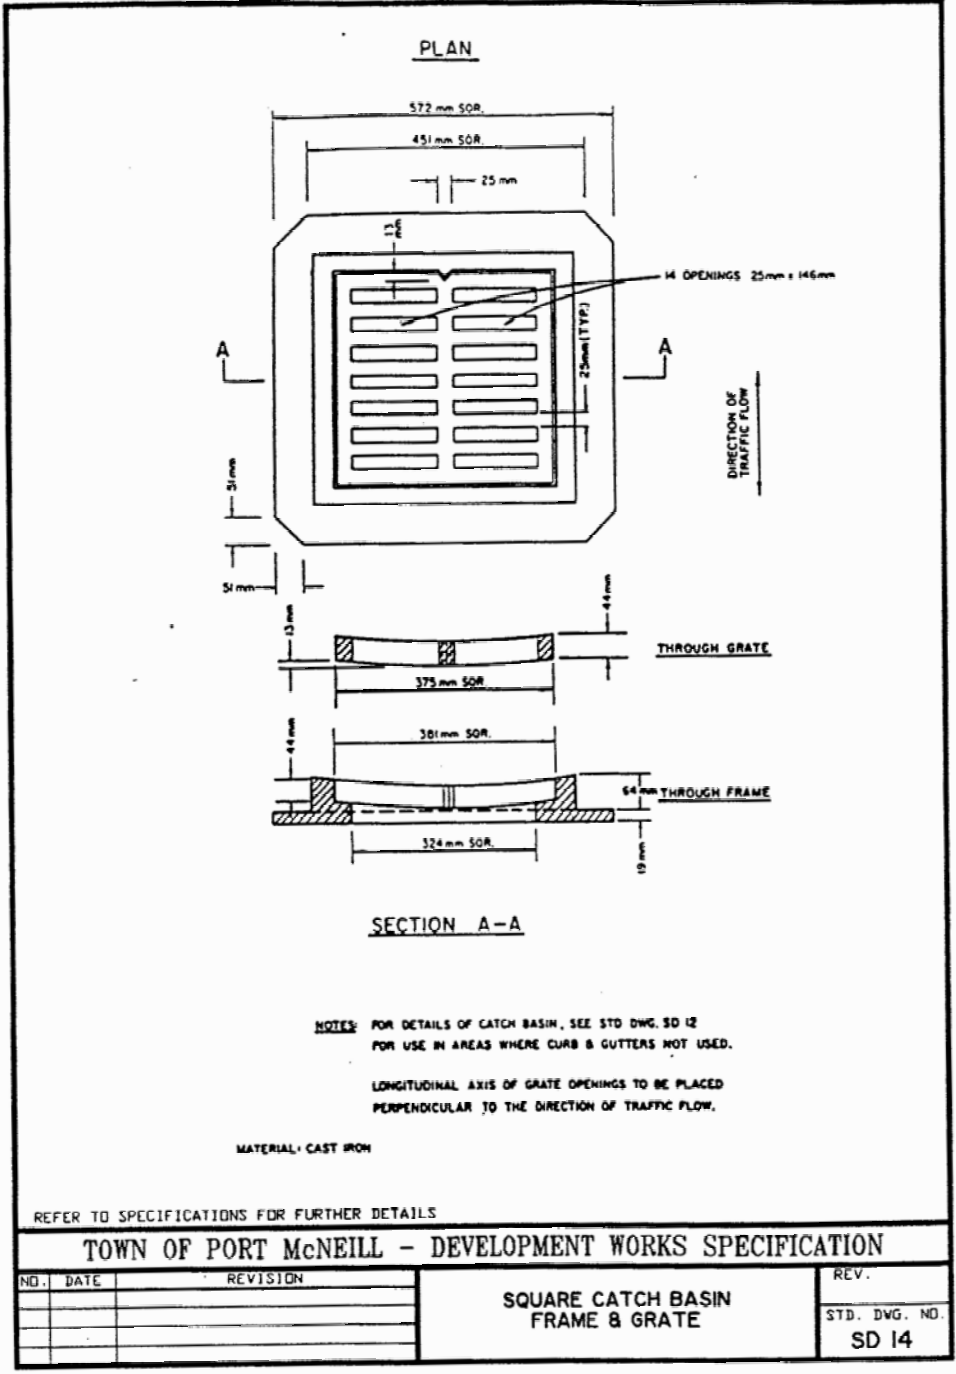 PLAN
572 mm SQR.
451 mm SQR.
25 mm
13 mm
14 OPENINGS 25mm x 146mm
25mm (TYP.)
A
A
DIRECTION OF
TRAFFIC FLOW
51 mm
51 mm
13 mm
44 mm
THROUGH GRATE
375 mm SQR.
381 mm SQR.
44 mm
64 mm
THROUGH FRAME
324 mm SQR.
19 mm
SECTION A-A
NOTES: FOR DETAILS OF CATCH BASIN, SEE STD DWG. SD 12
FOR USE IN AREAS WHERE CURB & GUTTERS NOT USED.
LONGITUDINAL AXIS OF GRATE OPENINGS TO BE PLACED
PERPENDICULAR TO THE DIRECTION OF TRAFFIC FLOW.
MATERIAL: CAST IRON
REFER TO SPECIFICATIONS FOR FURTHER DETAILS
TOWN OF PORT McNEILL - DEVELOPMENT WORKS SPECIFICATION
NO. DATE REVISION
SQUARE CATCH BASIN
FRAME & GRATE
REV.
STD. DWG. NO.
SD 14